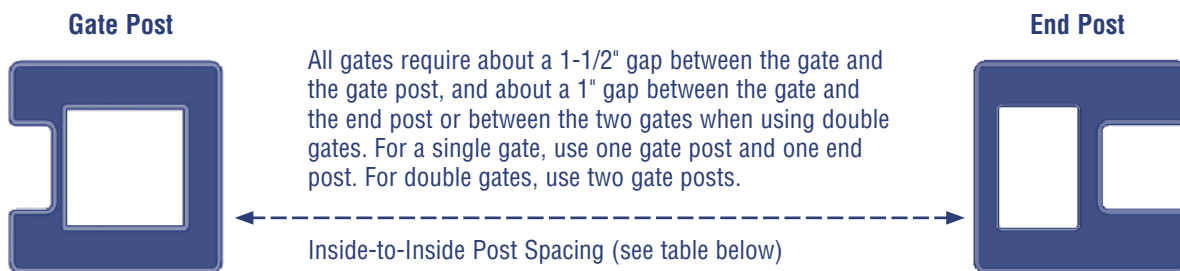 Gate Post
End Post
All gates require about a 1-1/2" gap between the gate and
the gate post, and about a 1" gap between the gate and
the end post or between the two gates when using double
gates. For a single gate, use one gate post and one end
post. For double gates, use two gate posts.
Inside-to-Inside Post Spacing (see table below)